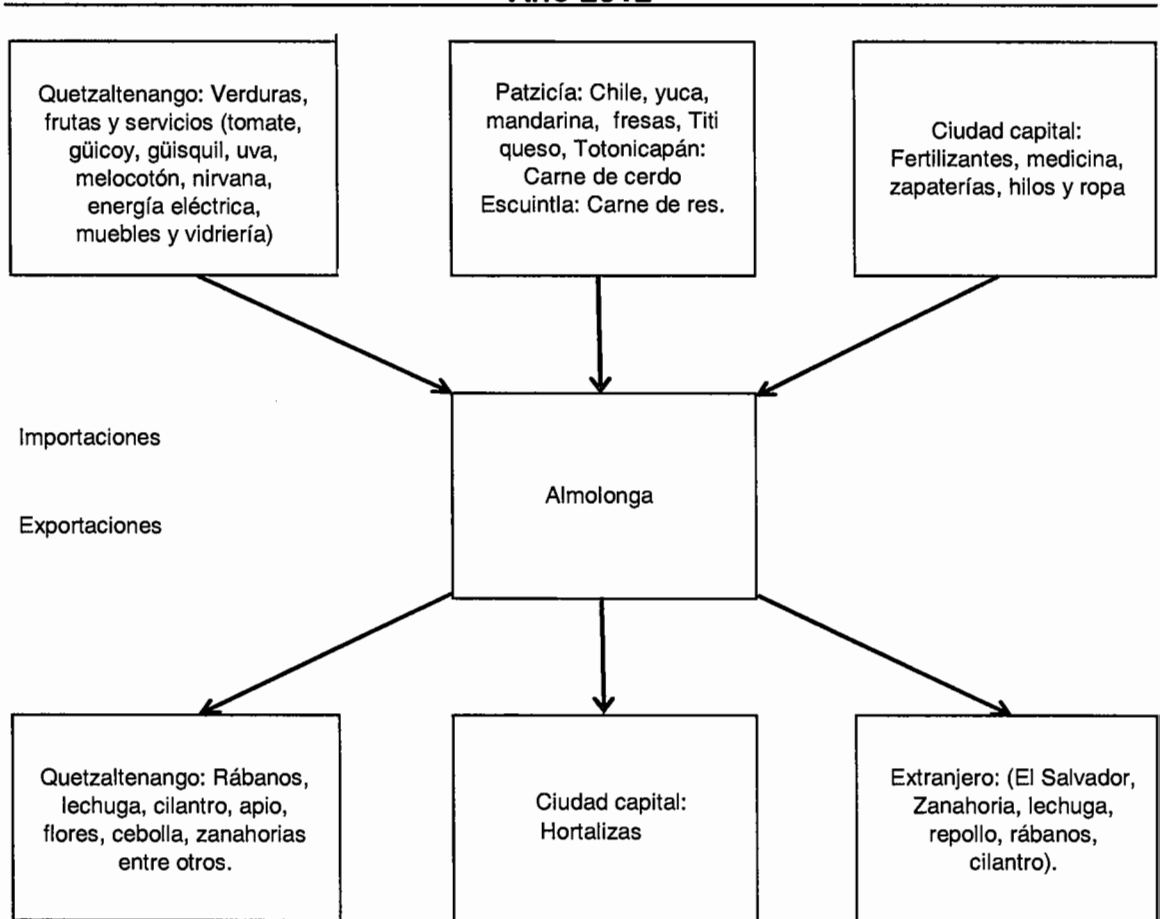 Quetzaltenango: Verduras,
frutas y servicios (tomate,
güicoy, güisquil, uva,
melocotón, nirvana,
energía eléctrica,
muebles y vidriería)
Patzicía: Chile, yuca,
mandarina, fresas, Titi
queso, Totonicapán:
Carne de cerdo
Escuintla: Carne de res.
Ciudad capital:
Fertilizantes, medicina,
zapaterías, hilos y ropa
Importaciones
Almolonga
Exportaciones
Quetzaltenango: Rábanos,
lechuga, cilantro, apio,
flores, cebolla, zanahorias
entre otros.
Ciudad capital:
Hortalizas
Extranjero: (El Salvador,
Zanahoria, lechuga,
repollo, rábanos,
cilantro).